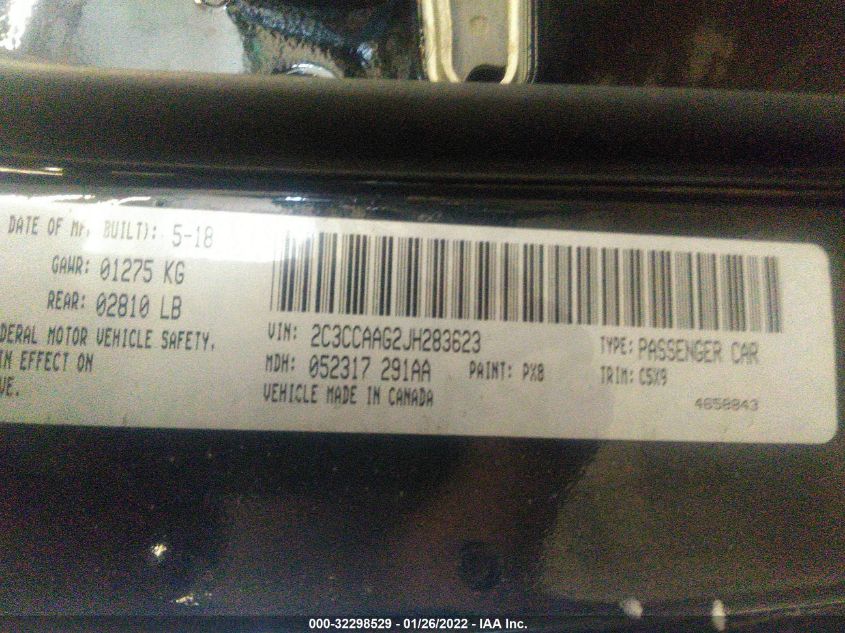 DATE OF MF. BUILT): 5-18
GAWR: 01275 KG
REAR: 02810 LB
DERAL MOTOR VEHICLE SAFETY,
IN EFFECT ON
VE.
VIN: 2C3CCAAG2JH283623
TYPE: PASSENGER CAR
MDH: 052317 291AA
PAINT: PX8
TRIM: C5X9
VEHICLE MADE IN CANADA
4658843
000-32298529 - 01/26/2022 - IAA Inc.